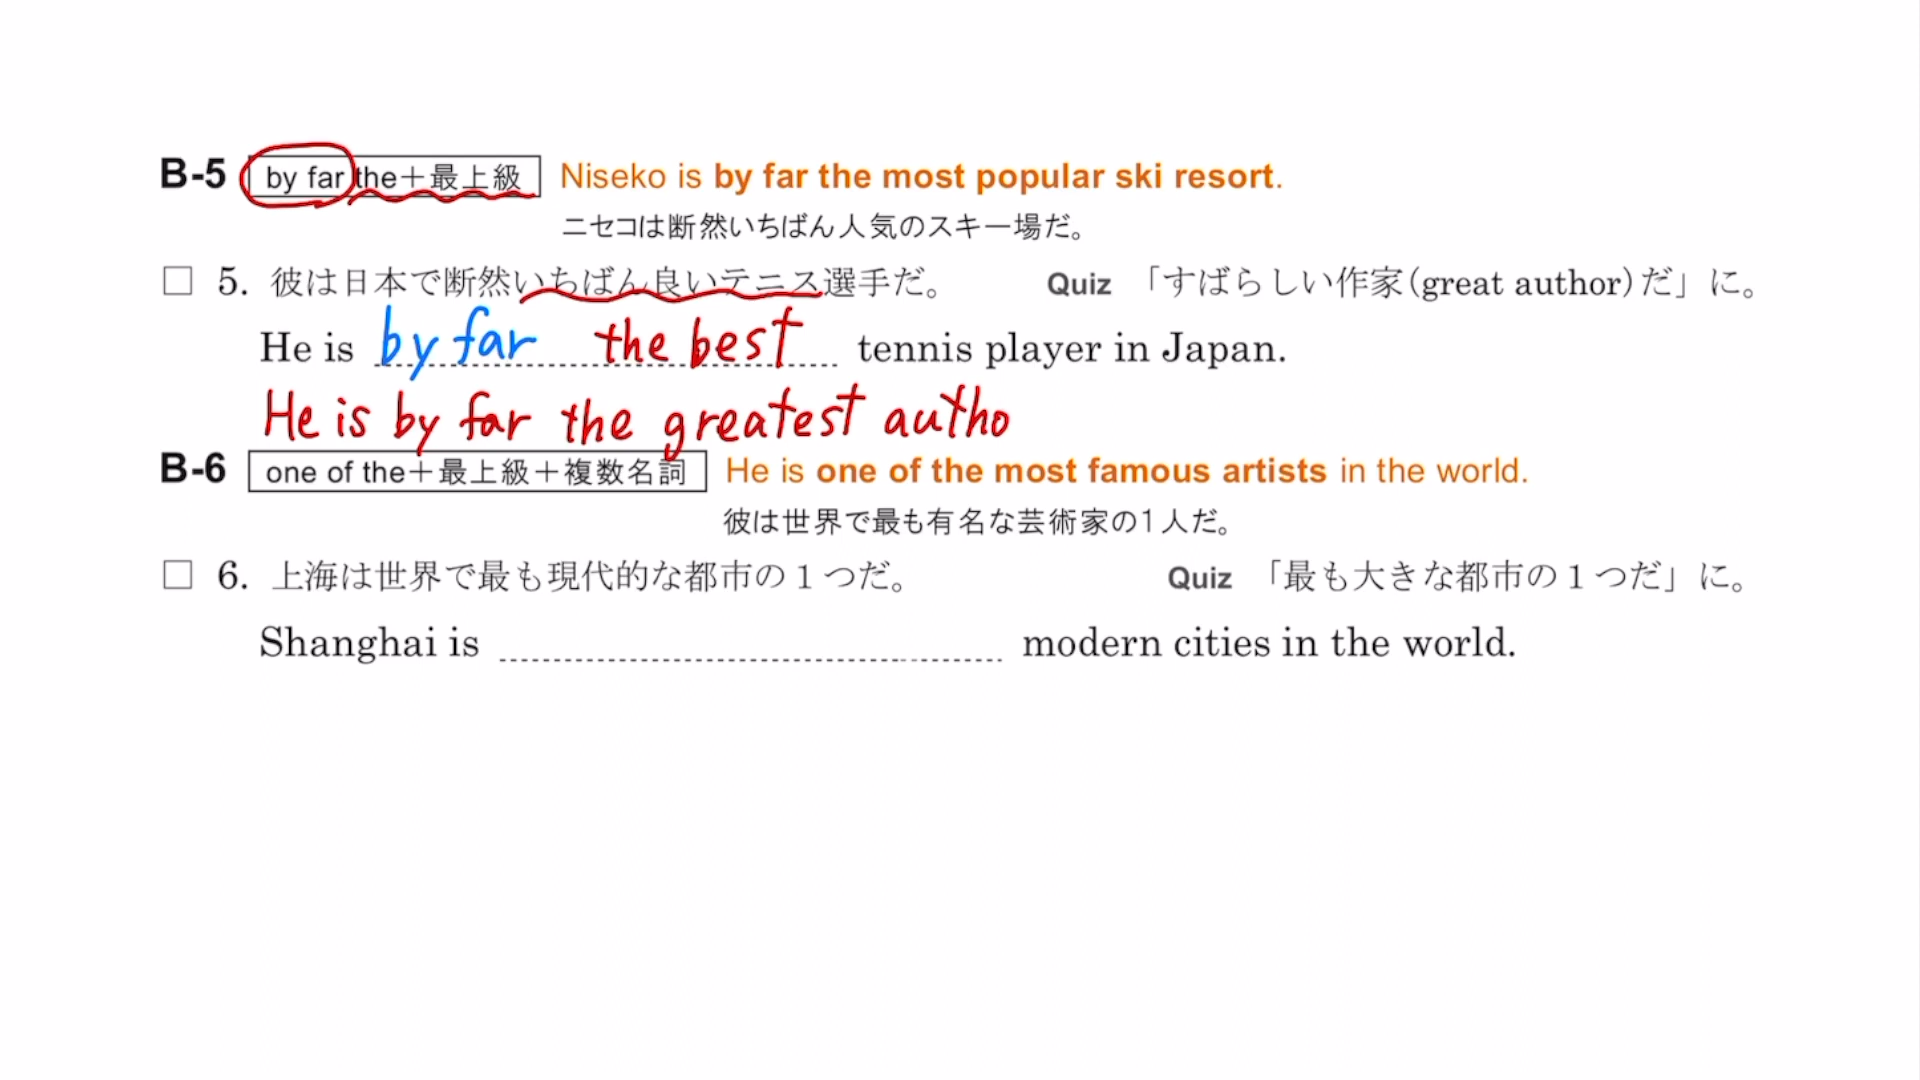 B-5 by far the＋最上級 Niseko is by far the most popular ski resort.
ニセコは断然いちばん人気のスキー場だ。
□ 5. 彼は日本で断然いちばん良いテニス選手だ。 Quiz 「すばらしい作家(great author)だ」に。
He is by far the best tennis player in Japan.
He is by far the greatest autho
B-6 one of the＋最上級＋複数名詞 He is one of the most famous artists in the world.
彼は世界で最も有名な芸術家の1人だ。
□ 6. 上海は世界で最も現代的な都市の1つだ。 Quiz 「最も大きな都市の1つだ」に。
Shanghai is modern cities in the world.